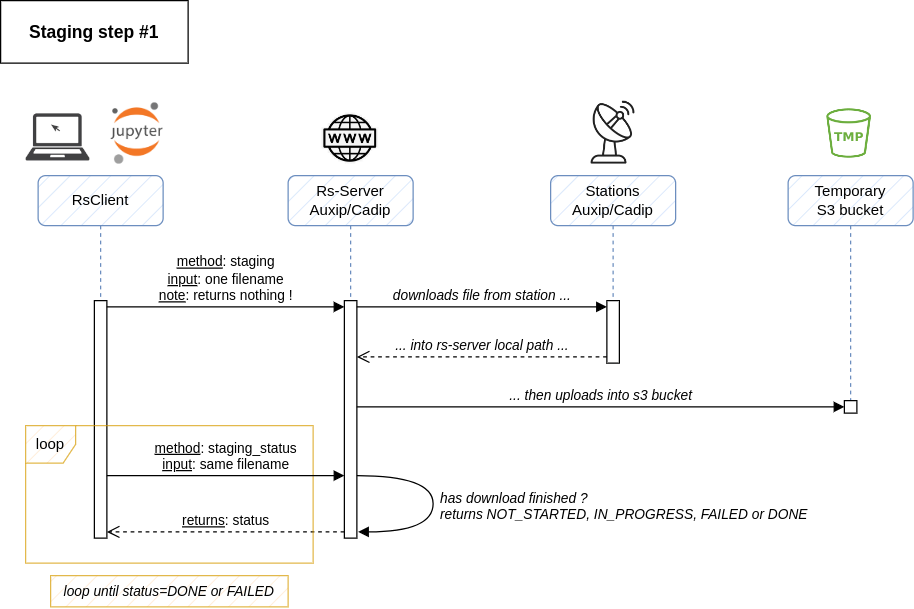 Staging step #1
jupyter
WWW
TMP
RsClient
Rs-Server
Auxip/Cadip
Stations
Auxip/Cadip
Temporary
S3 bucket
method: staging
input: one filename
note: returns nothing !
downloads file from station ...
... into rs-server local path ...
... then uploads into s3 bucket
loop
method: staging_status
input: same filename
has download finished ?
returns NOT_STARTED, IN_PROGRESS, FAILED or DONE
returns: status
loop until status=DONE or FAILED